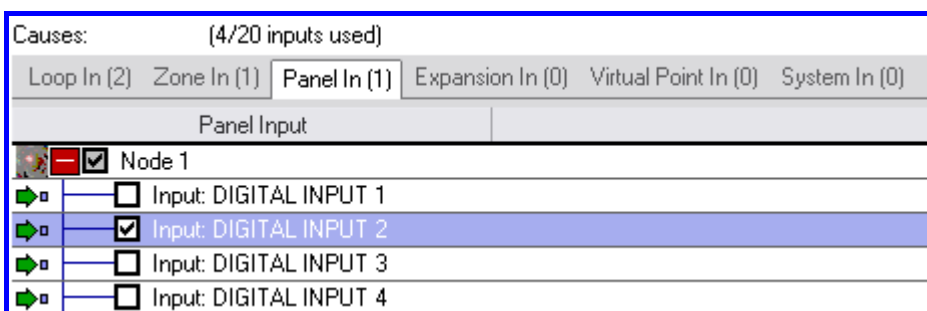 Causes: (4/20 inputs used)
Loop In (2) Zone In (1) Panel In (1) Expansion In (0) Virtual Point In (0) System In (0)
Panel Input
Node 1
Input: DIGITAL INPUT 1
Input: DIGITAL INPUT 2
Input: DIGITAL INPUT 3
Input: DIGITAL INPUT 4